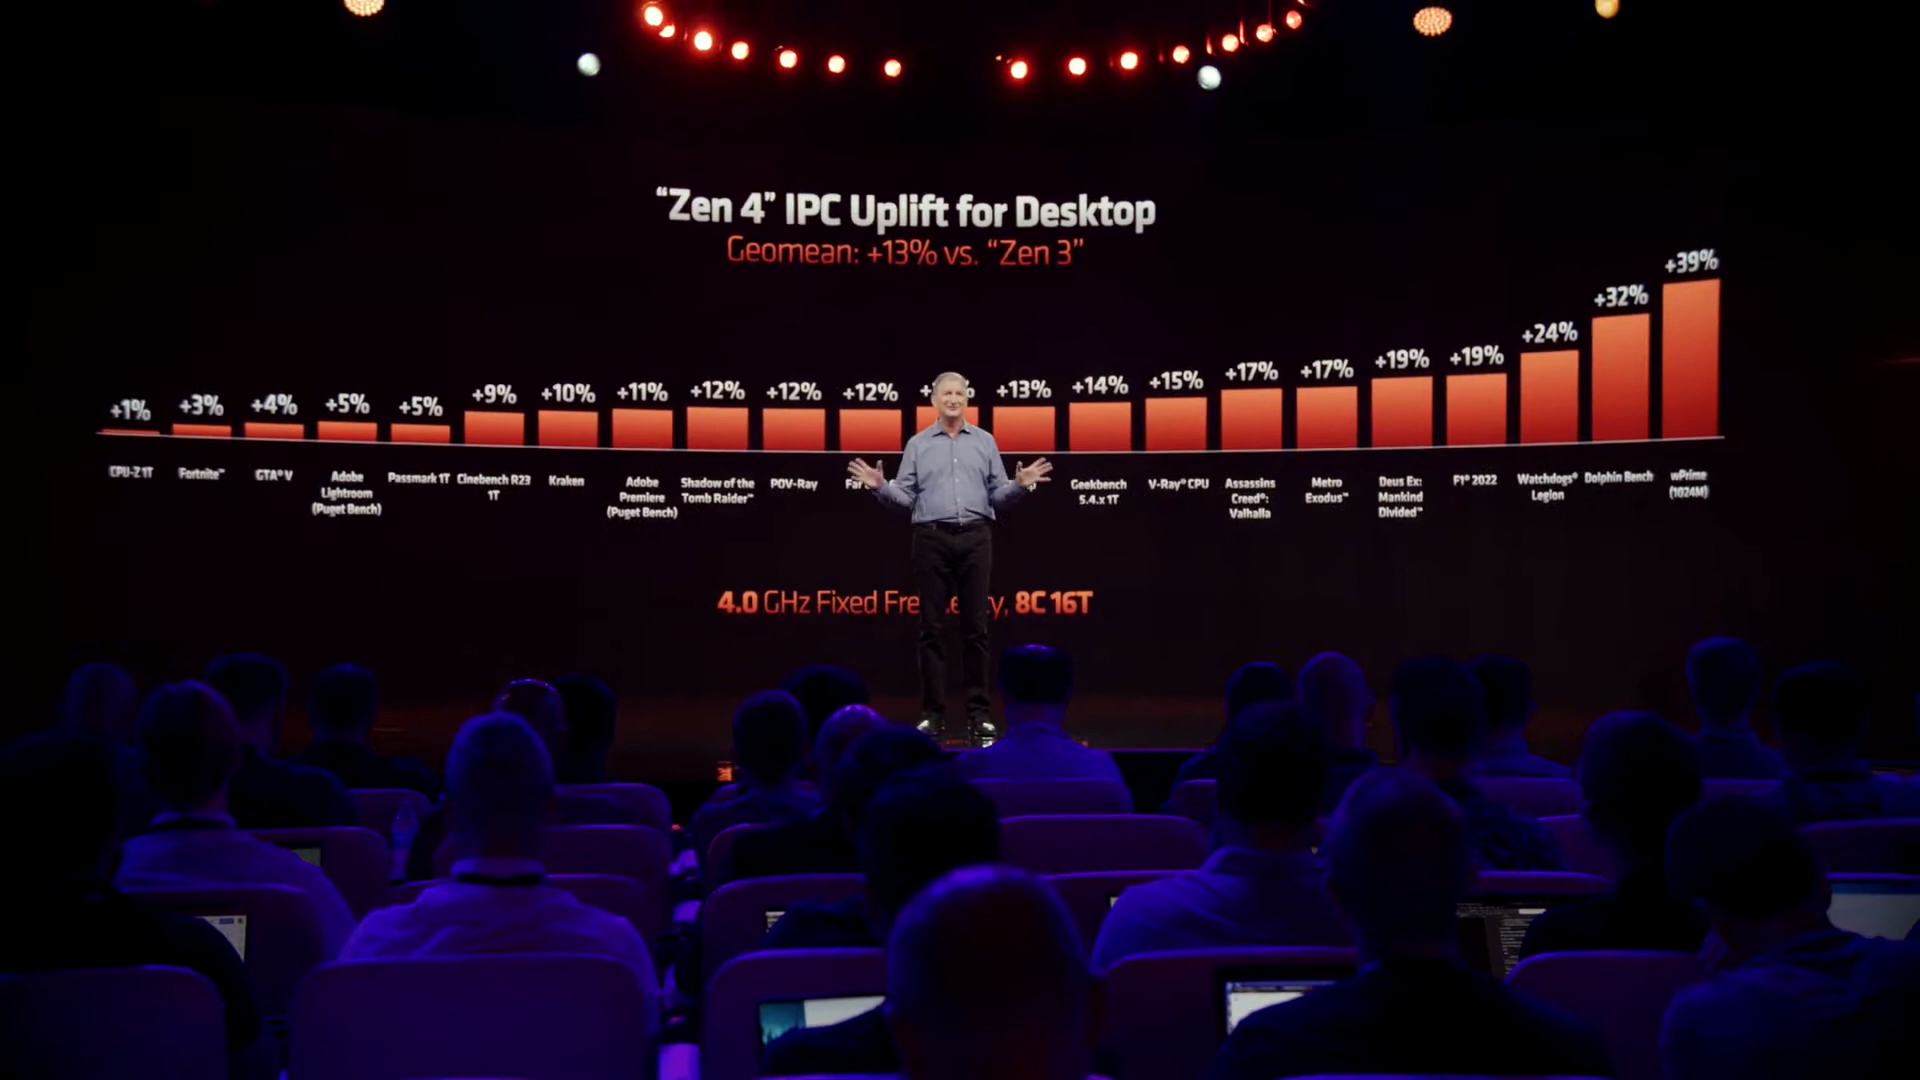 “Zen 4” IPC Uplift for Desktop
Geomean: +13% vs. “Zen 3”
+1%
+3%
+4%
+5%
+5%
+9%
+10%
+11%
+12%
+12%
+12%
+13%
+14%
+15%
+17%
+17%
+19%
+19%
+24%
+32%
+39%
CPU-Z 1T
Fortnite™
GTA® V
Adobe
Lightroom
(Puget Bench)
Passmark 1T
Cinebench R23
1T
Kraken
Adobe
Premiere
(Puget Bench)
Shadow of the
Tomb Raider™
POV-Ray
Geekbench
5.4.x 1T
V-Ray® CPU
Assassins
Creed®:
Valhalla
Metro
Exodus™
Deus Ex:
Mankind
Divided™
F1® 2022
Watchdogs®
Legion
Dolphin Bench
wPrime
(1024M)
4.0 GHz Fixed Frequency, 8C 16T